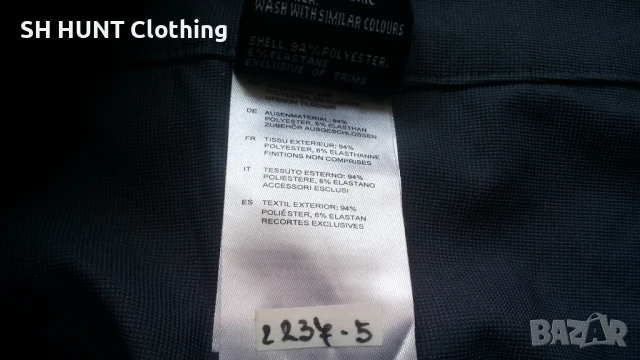 SH HUNT Clothing
WASH WITH SIMILAR COLOURS
SHELL. 94% POLYESTER.
6% ELASTANE
EXCLUSIVE OF TRIMS
DE AUßENMATERIAL: 94%
POLYESTER, 6% ELASTHAN
ZUBEHÖR AUSGESCHLOSSEN
FR TISSU EXTERIEUR: 94%
POLYESTER, 6% ELASTHANNE
FINITIONS NON COMPRISES
IT TESSUTO ESTERNO: 94%
POLIESTERE, 6% ELASTANO
ACCESSORI ESCLUSI
ES TEXTIL EXTERIOR: 94%
POLIÉSTER, 6% ELASTAN
RECORTES EXCLUSIVES
2237-5
BAZAR